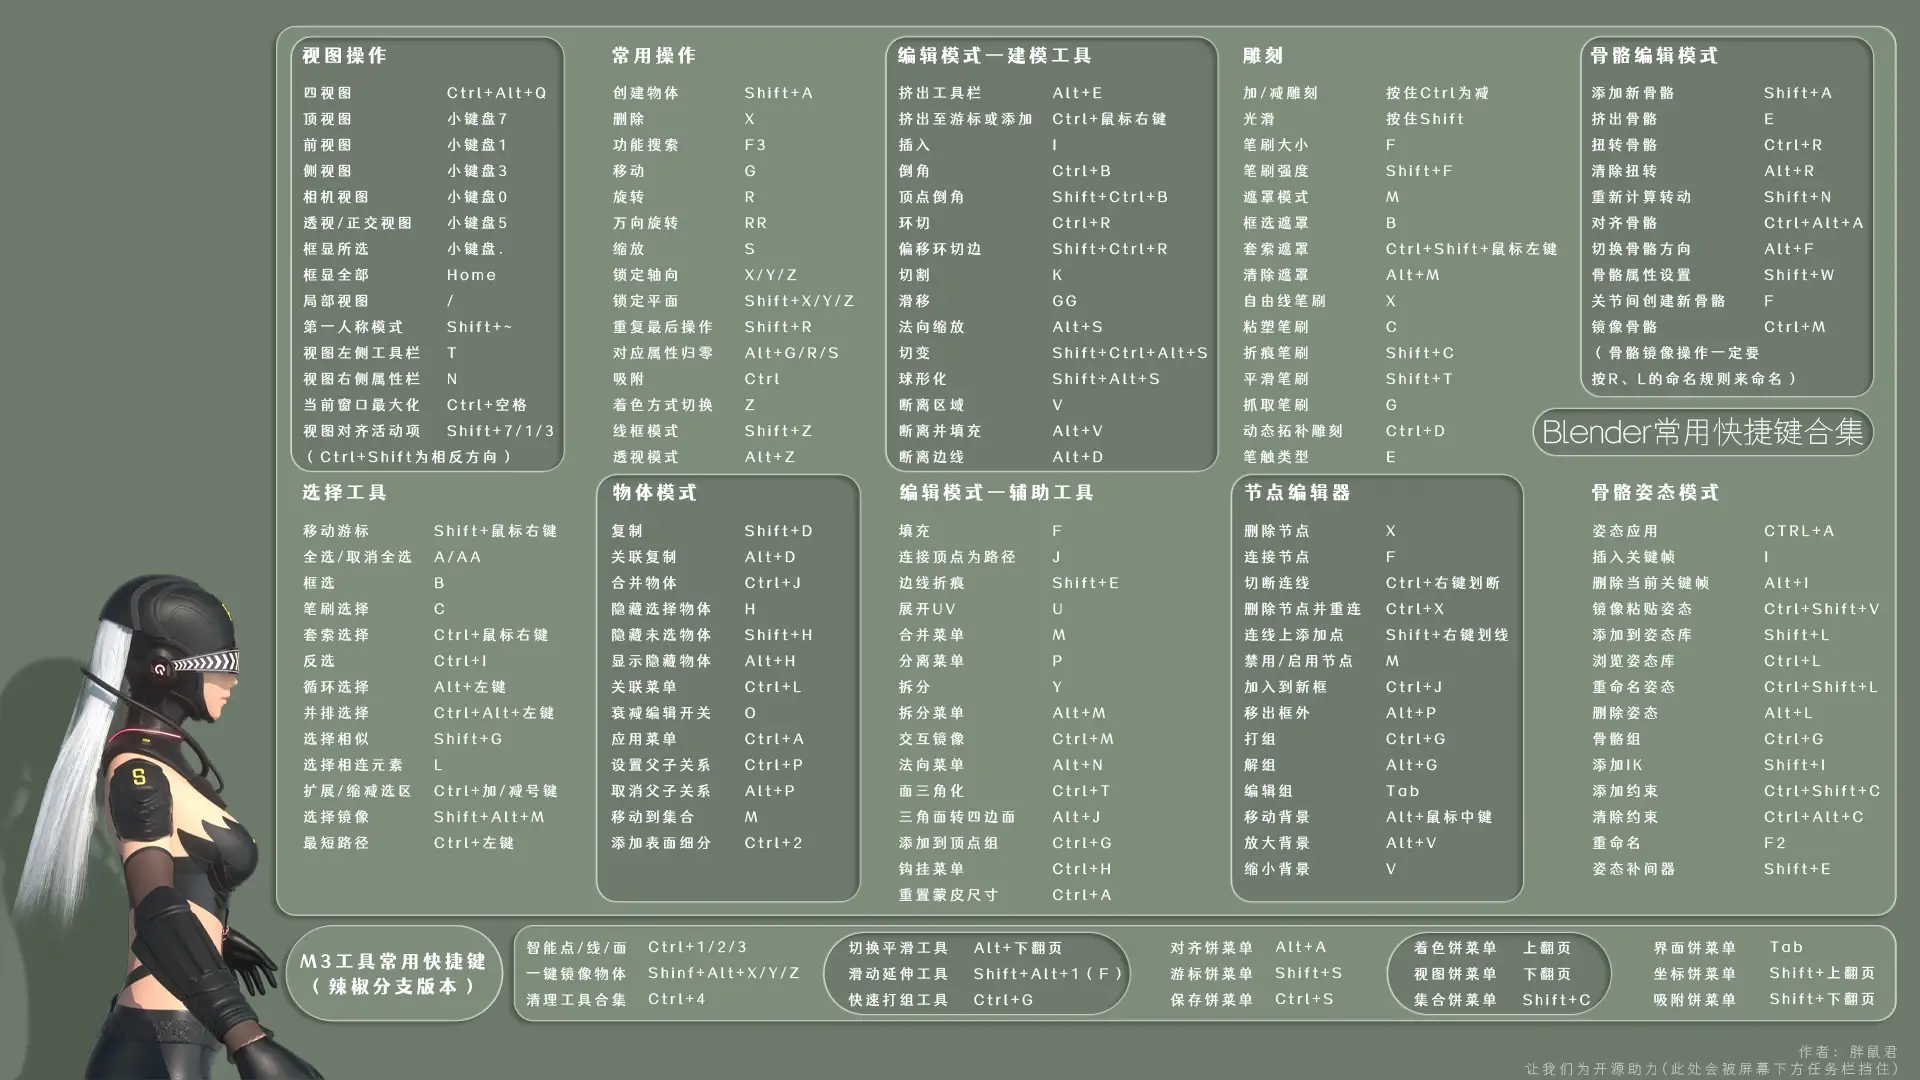 视图操作
四视图 Ctrl+Alt+Q
顶视图 小键盘7
前视图 小键盘1
侧视图 小键盘3
相机视图 小键盘0
透视/正交视图 小键盘5
框显所选 小键盘.
框显全部 Home
局部视图 /
第一人称模式 Shift+~
视图左侧工具栏 T
视图右侧属性栏 N
当前窗口最大化 Ctrl+空格
视图对齐活动项 Shift+7/1/3
（Ctrl+Shift为相反方向）
常用操作
创建物体 Shift+A
删除 X
功能搜索 F3
移动 G
旋转 R
万向旋转 RR
缩放 S
锁定轴向 X/Y/Z
锁定平面 Shift+X/Y/Z
重复最后操作 Shift+R
对应属性归零 Alt+G/R/S
吸附 Ctrl
着色方式切换 Z
线框模式 Shift+Z
透视模式 Alt+Z
编辑模式—建模工具
挤出工具栏 Alt+E
挤出至游标或添加 Ctrl+鼠标右键
插入 I
倒角 Ctrl+B
顶点倒角 Shift+Ctrl+B
环切 Ctrl+R
偏移环切边 Shift+Ctrl+R
切割 K
滑移 GG
法向缩放 Alt+S
切变 Shift+Ctrl+Alt+S
球形化 Shift+Alt+S
断离区域 V
断离并填充 Alt+V
断离边线 Alt+D
雕刻
加/减雕刻 按住Ctrl为减
光滑 按住Shift
笔刷大小 F
笔刷强度 Shift+F
遮罩模式 M
框选遮罩 B
套索遮罩 Ctrl+Shift+鼠标左键
清除遮罩 Alt+M
自由线笔刷 X
粘塑笔刷 C
折痕笔刷 Shift+C
平滑笔刷 Shift+T
抓取笔刷 G
动态拓补雕刻 Ctrl+D
笔触类型 E
骨骼编辑模式
添加新骨骼 Shift+A
挤出骨骼 E
扭转骨骼 Ctrl+R
清除扭转 Alt+R
重新计算转动 Shift+N
对齐骨骼 Ctrl+Alt+A
切换骨骼方向 Alt+F
骨骼属性设置 Shift+W
关节间创建新骨骼 F
镜像骨骼 Ctrl+M
（骨骼镜像操作一定要
按R、L的命名规则来命名）
Blender常用快捷键合集
选择工具
移动游标 Shift+鼠标右键
全选/取消全选 A/AA
框选 B
笔刷选择 C
套索选择 Ctrl+鼠标右键
反选 Ctrl+I
循环选择 Alt+左键
并排选择 Ctrl+Alt+左键
选择相似 Shift+G
选择相连元素 L
扩展/缩减选区 Ctrl+加/减号键
选择镜像 Shift+Alt+M
最短路径 Ctrl+左键
物体模式
复制 Shift+D
关联复制 Alt+D
合并物体 Ctrl+J
隐藏选择物体 H
隐藏未选物体 Shift+H
显示隐藏物体 Alt+H
关联菜单 Ctrl+L
衰减编辑开关 O
应用菜单 Ctrl+A
设置父子关系 Ctrl+P
取消父子关系 Alt+P
移动到集合 M
添加表面细分 Ctrl+2
编辑模式—辅助工具
填充 F
连接顶点为路径 J
边线折痕 Shift+E
展开UV U
合并菜单 M
分离菜单 P
拆分 Y
拆分菜单 Alt+M
交互镜像 Ctrl+M
法向菜单 Alt+N
面三角化 Ctrl+T
三角面转四边面 Alt+J
添加到顶点组 Ctrl+G
钩挂菜单 Ctrl+H
重置蒙皮尺寸 Ctrl+A
节点编辑器
删除节点 X
连接节点 F
切断连线 Ctrl+右键划断
删除节点并重连 Ctrl+X
连线上添加点 Shift+右键划线
禁用/启用节点 M
加入到新框 Ctrl+J
移出框外 Alt+P
打组 Ctrl+G
解组 Alt+G
编辑组 Tab
移动背景 Alt+鼠标中键
放大背景 Alt+V
缩小背景 V
骨骼姿态模式
姿态应用 CTRL+A
插入关键帧 I
删除当前关键帧 Alt+I
镜像粘贴姿态 Ctrl+Shift+V
添加到姿态库 Shift+L
浏览姿态库 Ctrl+L
重命名姿态 Ctrl+Shift+L
删除姿态 Alt+L
骨骼组 Ctrl+G
添加IK Shift+I
添加约束 Ctrl+Shift+C
清除约束 Ctrl+Alt+C
重命名 F2
姿态补间器 Shift+E
S
M3工具常用快捷键
（辣椒分支版本）
智能点/线/面 Ctrl+1/2/3
一键镜像物体 Shinf+Alt+X/Y/Z
清理工具合集 Ctrl+4
切换平滑工具 Alt+下翻页
滑动延伸工具 Shift+Alt+1（F）
快速打组工具 Ctrl+G
对齐饼菜单 Alt+A
游标饼菜单 Shift+S
保存饼菜单 Ctrl+S
着色饼菜单 上翻页
视图饼菜单 下翻页
集合饼菜单 Shift+C
界面饼菜单 Tab
坐标饼菜单 Shift+上翻页
吸附饼菜单 Shift+下翻页
作者：胖鼠君
让我们为开源助力(此处会被屏幕下方任务栏挡住)